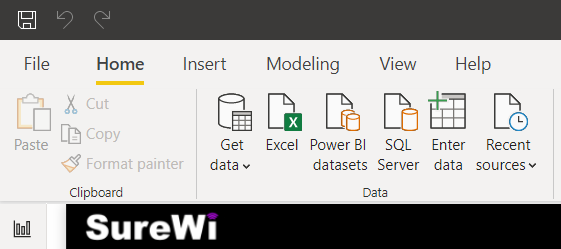 File Home Insert Modeling View Help
Paste
Cut
Copy
Format painter
Clipboard
Get data
Excel
Power BI datasets
SQL Server
Enter data
Recent sources
Data
SureWi